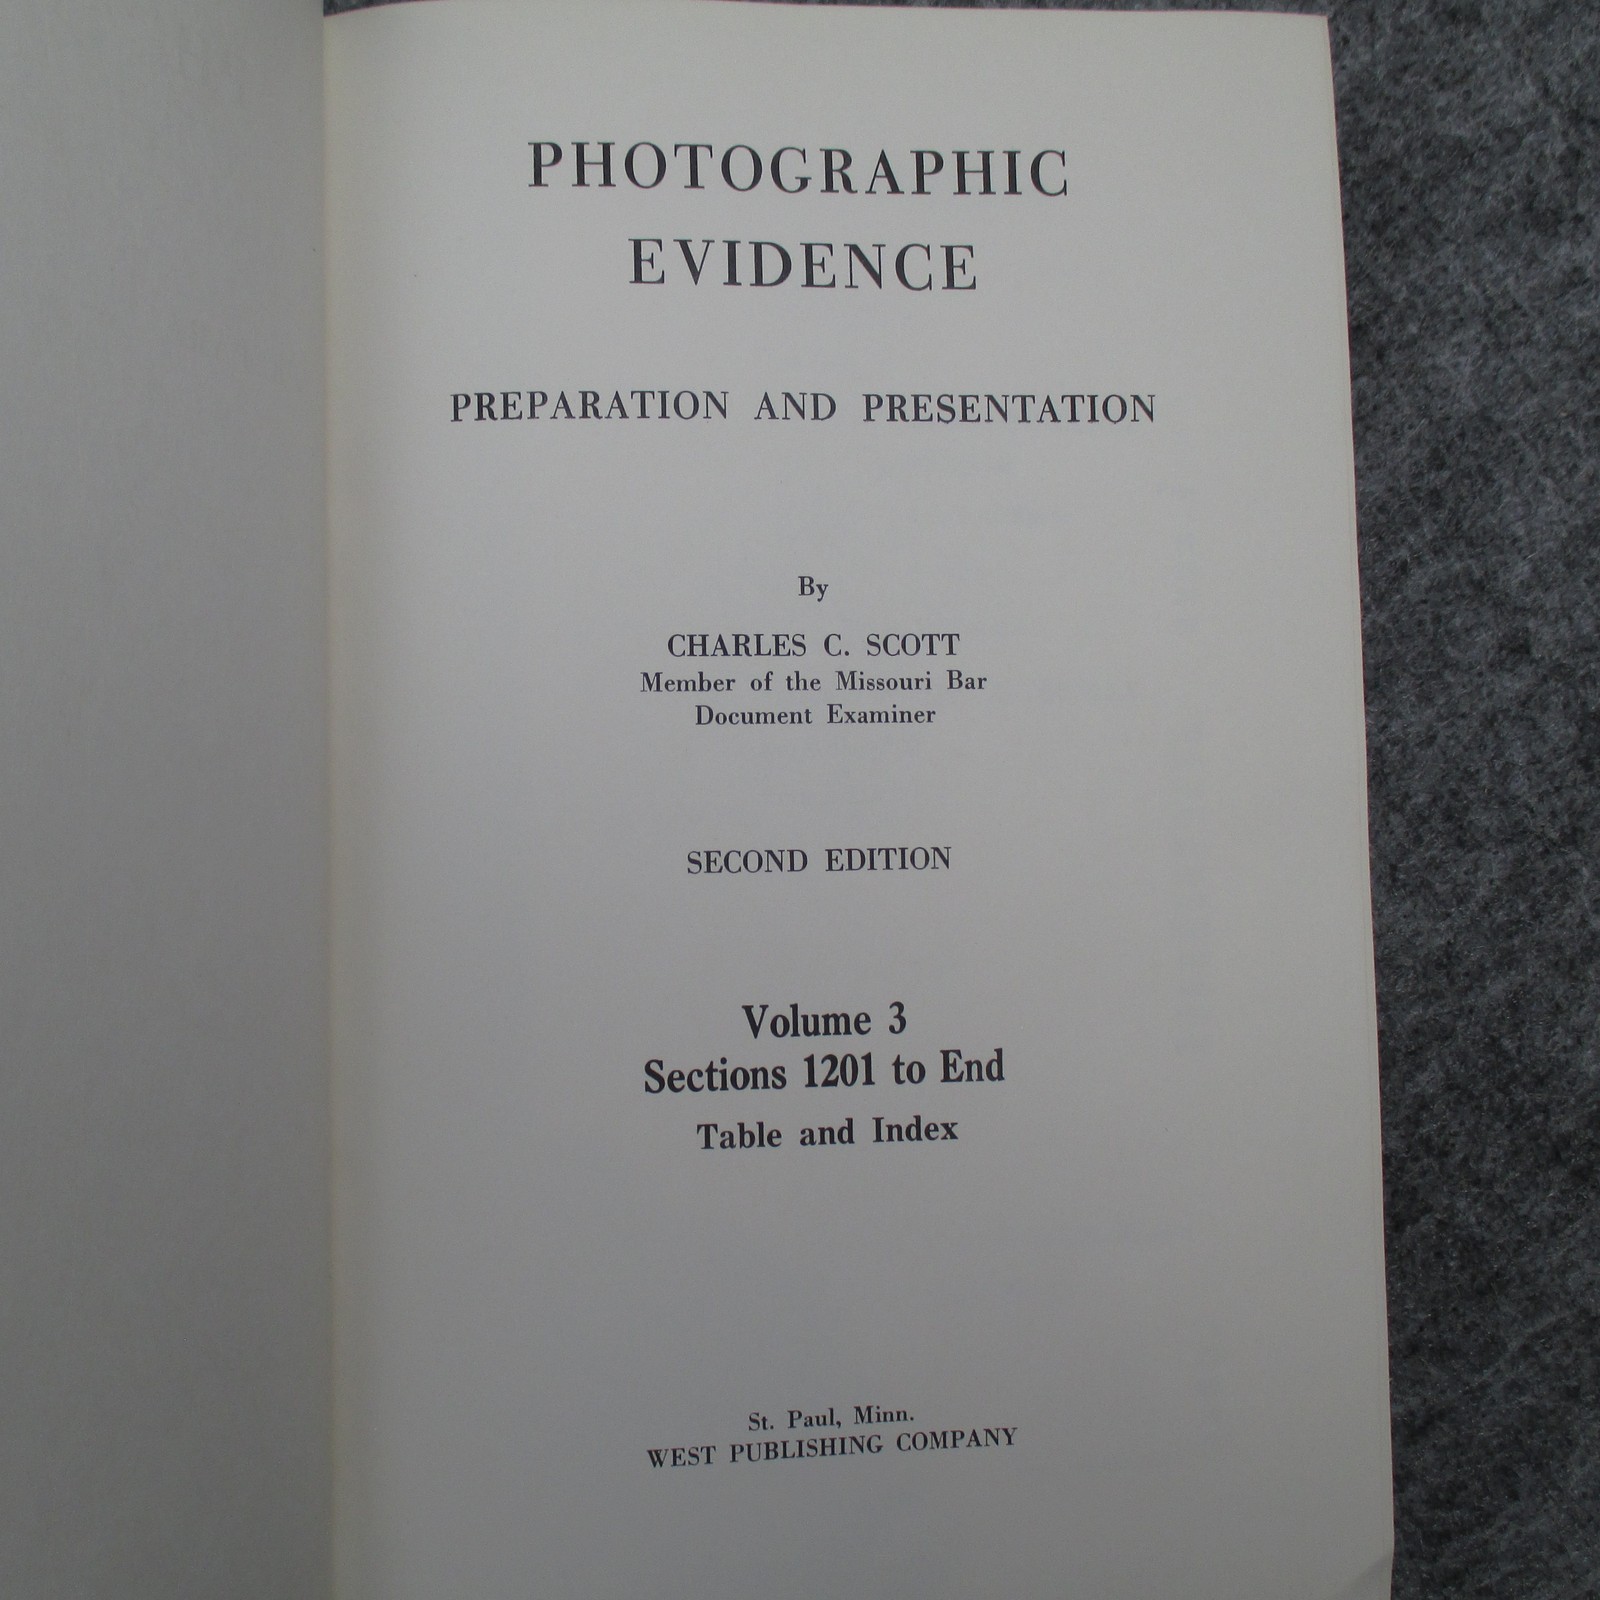 PHOTOGRAPHIC
EVIDENCE
PREPARATION AND PRESENTATION
By
CHARLES C. SCOTT
Member of the Missouri Bar
Document Examiner
SECOND EDITION
Volume 3
Sections 1201 to End
Table and Index
St. Paul, Minn.
WEST PUBLISHING COMPANY